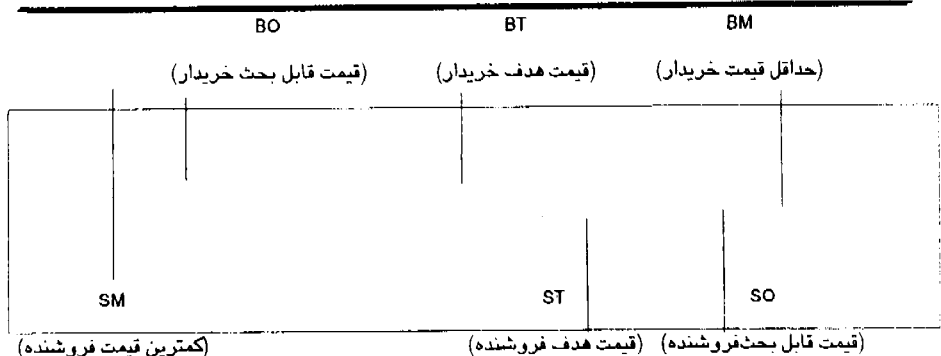 BO BT BM
(قیمت قابل بحث خریدار) (قیمت هدف خریدار) (حداقل قیمت خریدار)
SM ST SO
(کمترین قیمت فروشنده) (قیمت هدف فروشنده) (قیمت قابل بحث فروشنده)